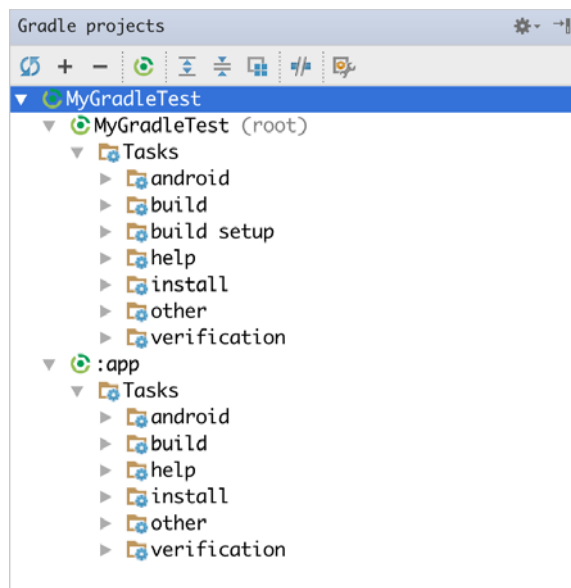 Gradle projects
MyGradleTest
MyGradleTest (root)
Tasks
android
build
build setup
help
install
other
verification
:app
Tasks
android
build
help
install
other
verification